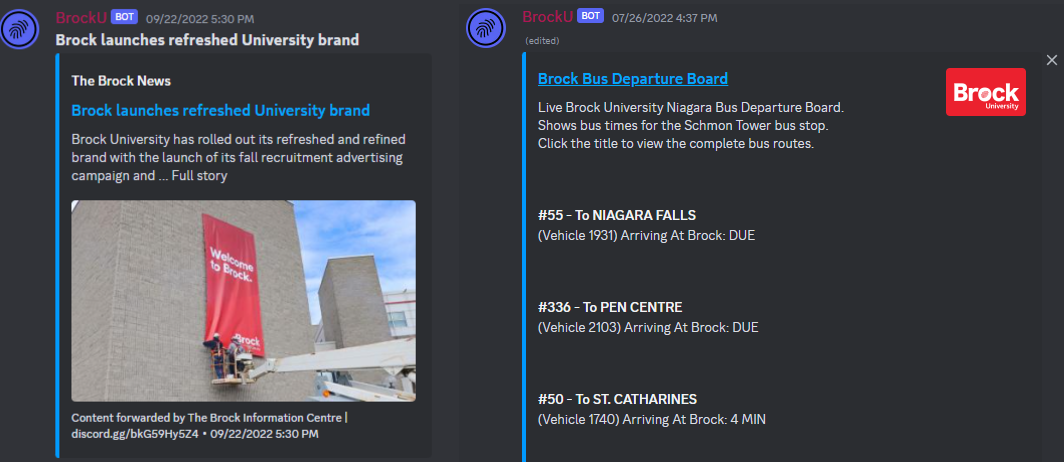 BrockU BOT 09/22/2022 5:30 PM
Brock launches refreshed University brand
The Brock News
Brock launches refreshed University brand
Brock University has rolled out its refreshed and refined
brand with the launch of its fall recruitment advertising
campaign and ... Full story
Welcome
to Brock.
Brock
Content forwarded by The Brock Information Centre |
discord.gg/bkG59Hy5Z4 • 09/22/2022 5:30 PM
BrockU BOT 07/26/2022 4:37 PM
(edited)
Brock Bus Departure Board
Brock
University
Live Brock University Niagara Bus Departure Board.
Shows bus times for the Schmon Tower bus stop.
Click the title to view the complete bus routes.
#55 - To NIAGARA FALLS
(Vehicle 1931) Arriving At Brock: DUE
#336 - To PEN CENTRE
(Vehicle 2103) Arriving At Brock: DUE
#50 - To ST. CATHARINES
(Vehicle 1740) Arriving At Brock: 4 MIN